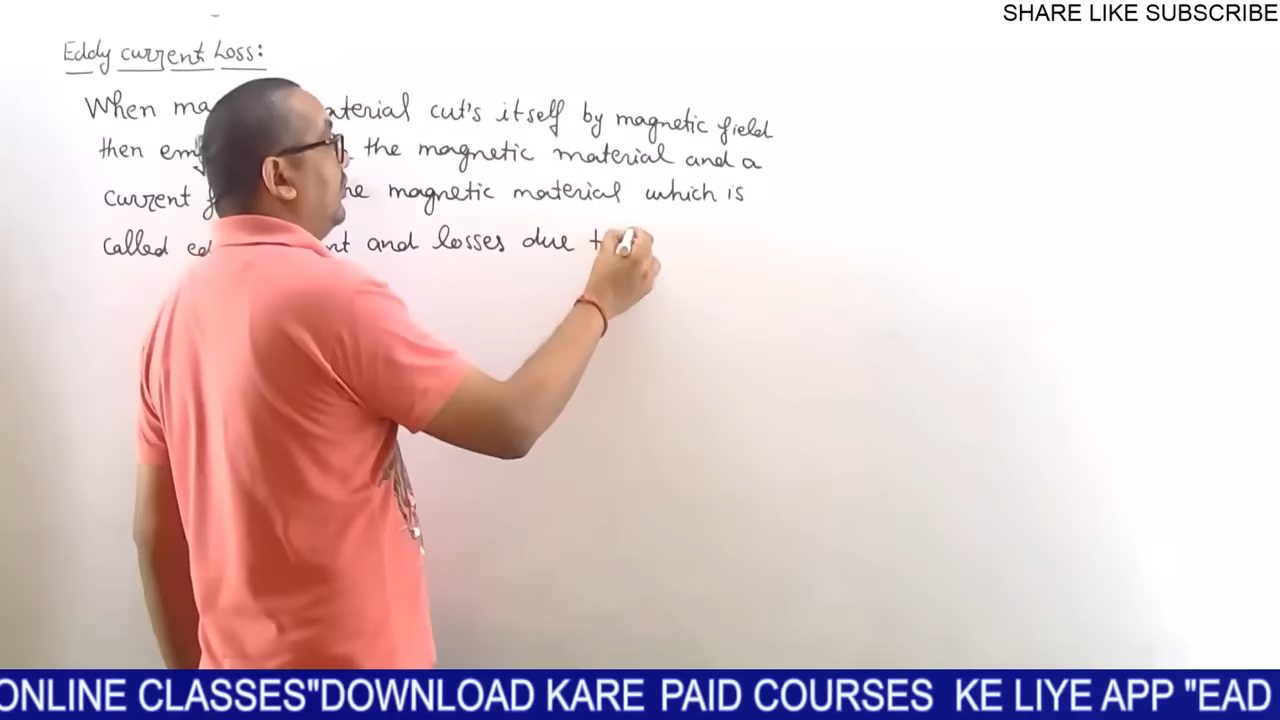 SHARE LIKE SUBSCRIBE
Eddy current Loss:
When ma aterial cut's itself by magnetic field
then emf the magnetic material and a
current f he magnetic material which is
called ed nt and losses due t
ONLINE CLASSES"DOWNLOAD KARE PAID COURSES KE LIYE APP "EAD